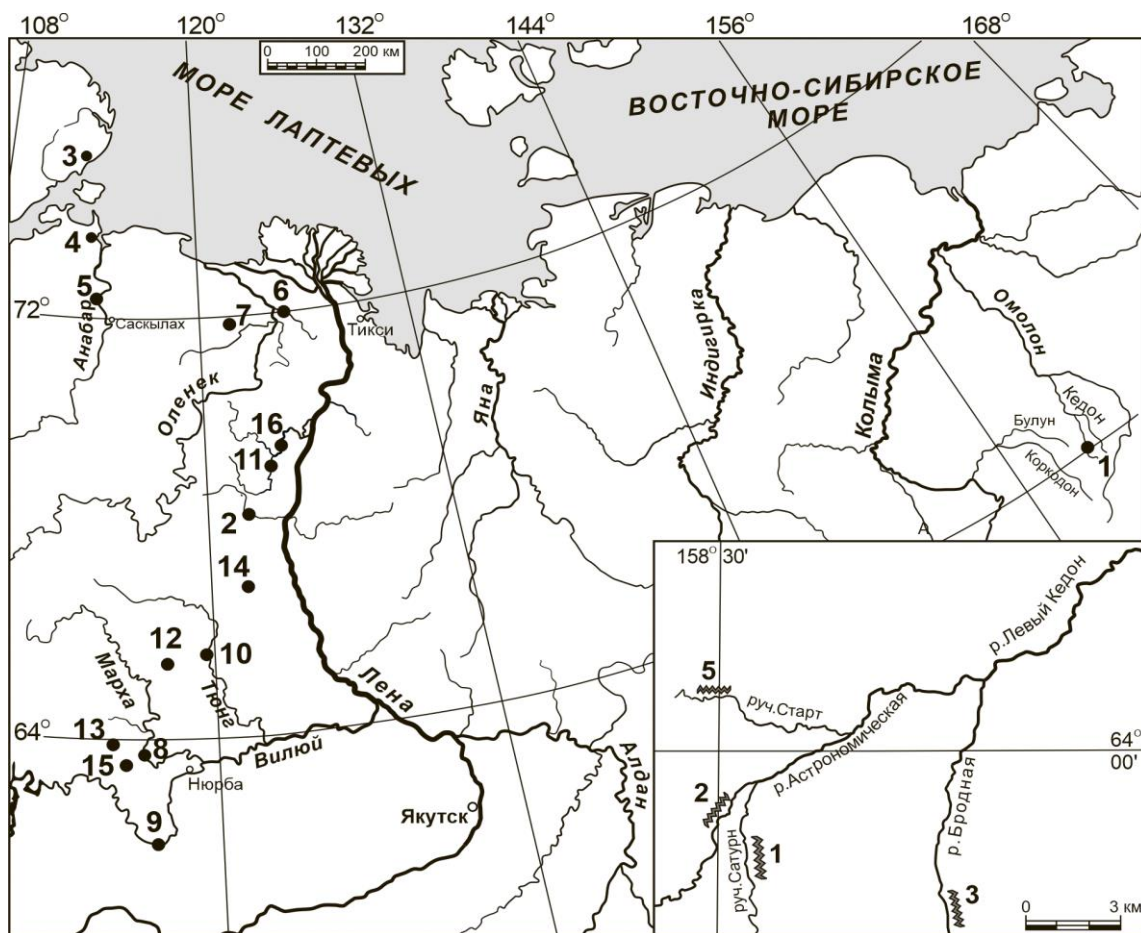 108°
120°
132°
144°
156°
168°
0 100 200 км
МОРЕ ЛАПТЕВЫХ
ВОСТОЧНО-СИБИРСКОЕ
МОРЕ
3
4
5
72°
Саскылах
Анабар
7
6
Тикси
Оленек
Яна
Индигирка
Колыма
Омолон
Кедон
Булун
Коркодон
1
А
16
11
2
14
12
10
Марха
Тюнг
Лена
64°
13
8
15
Вилюй
Нюрба
9
Якутск
Алдан
158° 30'
р.Левый Кедон
5
руч.Старт
р.Астрономическая
64°
00'
2
1
руч.Сатурн
р.Бродная
3
0 3 км